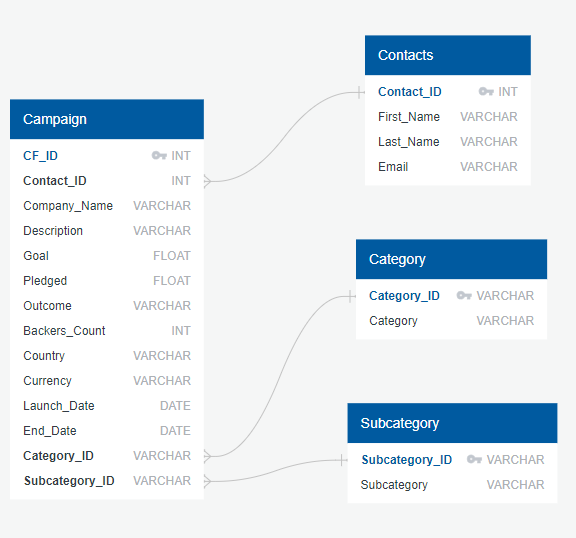 Contacts
Contact_ID INT
First_Name VARCHAR
Last_Name VARCHAR
Email VARCHAR
Campaign
CF_ID INT
Contact_ID INT
Company_Name VARCHAR
Description VARCHAR
Goal FLOAT
Pledged FLOAT
Outcome VARCHAR
Backers_Count INT
Country VARCHAR
Currency VARCHAR
Launch_Date DATE
End_Date DATE
Category_ID VARCHAR
Subcategory_ID VARCHAR
Category
Category_ID VARCHAR
Category VARCHAR
Subcategory
Subcategory_ID VARCHAR
Subcategory VARCHAR